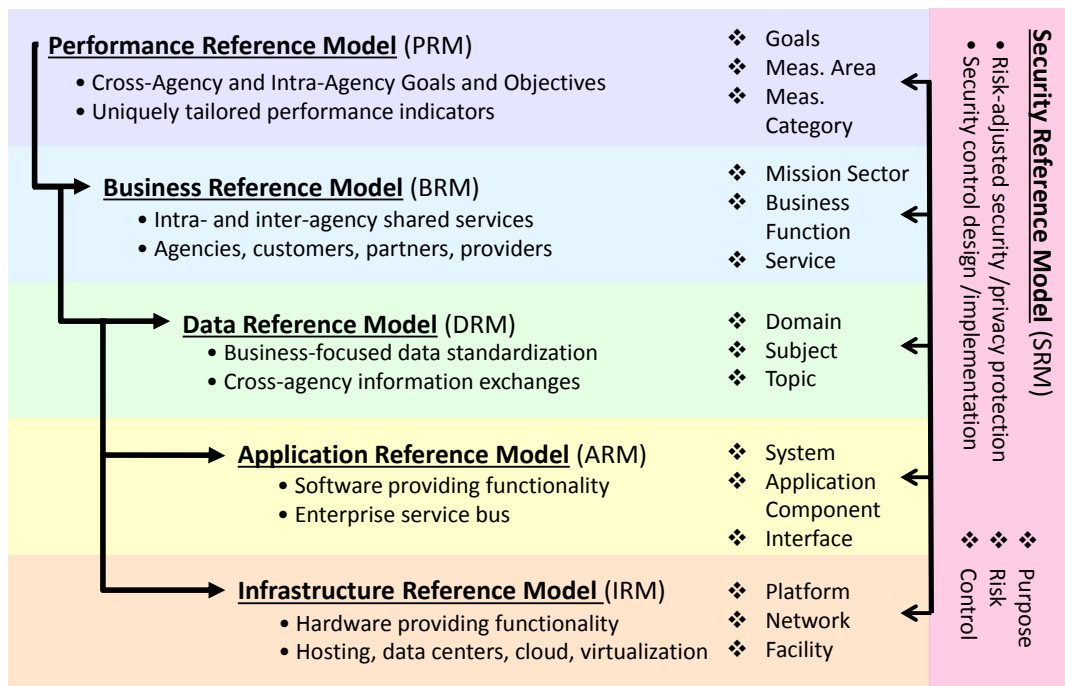 Performance Reference Model (PRM)
• Cross-Agency and Intra-Agency Goals and Objectives
• Uniquely tailored performance indicators
❖ Goals
❖ Meas. Area
❖ Meas.
Category
Business Reference Model (BRM)
• Intra- and inter-agency shared services
• Agencies, customers, partners, providers
❖ Mission Sector
❖ Business
Function
❖ Service
Data Reference Model (DRM)
• Business-focused data standardization
• Cross-agency information exchanges
❖ Domain
❖ Subject
❖ Topic
Application Reference Model (ARM)
• Software providing functionality
• Enterprise service bus
❖ System
❖ Application
Component
❖ Interface
Infrastructure Reference Model (IRM)
• Hardware providing functionality
• Hosting, data centers, cloud, virtualization
❖ Platform
❖ Network
❖ Facility
Security Reference Model (SRM)
• Risk-adjusted security /privacy protection
• Security control design /implementation
❖ Purpose
❖ Risk
❖ Control